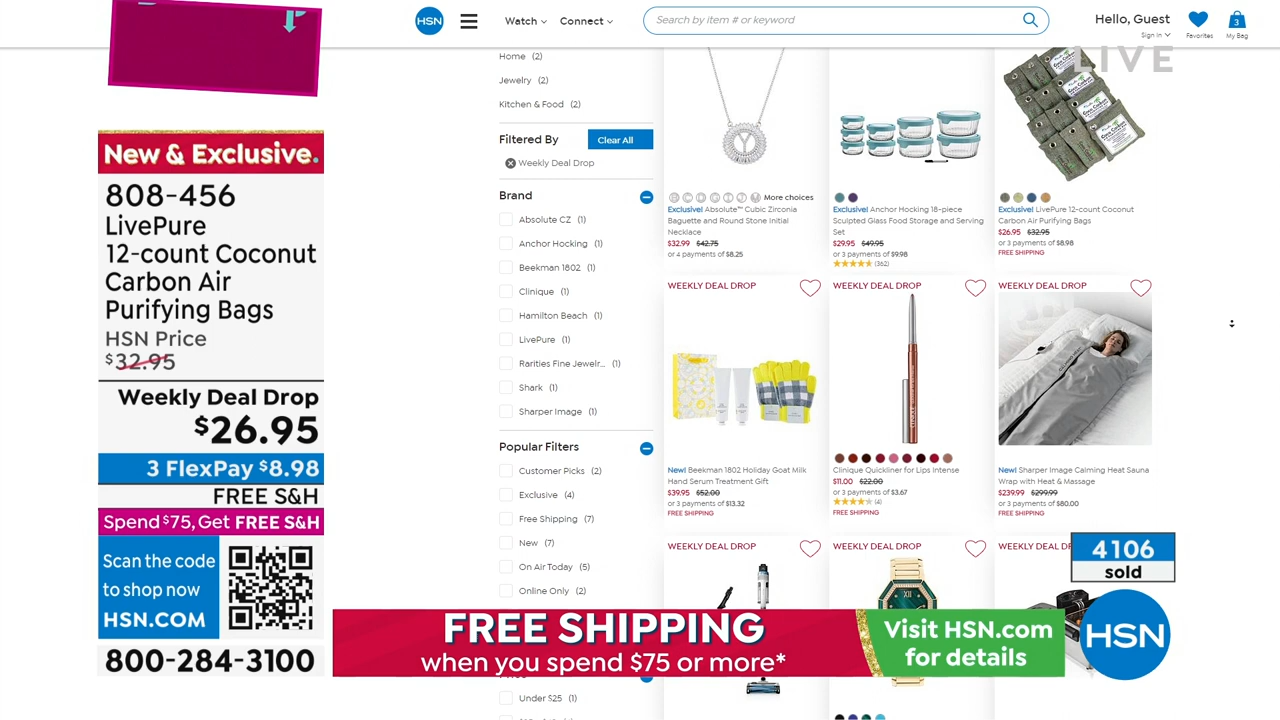 HSN
Watch
Connect
Search by item # or keyword
Hello, Guest
Sign in
Favorites
3
My Bag
LIVE
New & Exclusive.
808-456
LivePure
12-count Coconut
Carbon Air
Purifying Bags
HSN Price
$32.95
Weekly Deal Drop
$26.95
3 FlexPay $8.98
FREE S&H
Spend $75, Get FREE S&H
Scan the code
to shop now
HSN.COM
800-284-3100
Home (2)
Jewelry (2)
Kitchen & Food (2)
Filtered By
Clear All
Weekly Deal Drop
Brand
Absolute CZ (1)
Anchor Hocking (1)
Beekman 1802 (1)
Clinique (1)
Hamilton Beach (1)
LivePure (1)
Rarities Fine Jewelr... (1)
Shark (1)
Sharper Image (1)
Popular Filters
Customer Picks (2)
Exclusive (4)
Free Shipping (7)
New (7)
On Air Today (5)
Online Only (2)
Under $25 (1)
More choices
Exclusive! Absolute™ Cubic Zirconia
Baguette and Round Stone Initial
Necklace
$32.99 $42.75
or 4 payments of $8.25
Exclusive! Anchor Hocking 18-piece
Sculpted Glass Food Storage and Serving
Set
$29.95 $49.95
or 3 payments of $9.98
(362)
Exclusive! LivePure 12-count Coconut
Carbon Air Purifying Bags
$26.95 $32.95
or 3 payments of $8.98
FREE SHIPPING
WEEKLY DEAL DROP
New! Beekman 1802 Holiday Goat Milk
Hand Serum Treatment Gift
$39.95 $52.00
or 3 payments of $13.32
FREE SHIPPING
WEEKLY DEAL DROP
Clinique Quickliner for Lips Intense
$11.00 $22.00
or 3 payments of $3.67
(4)
FREE SHIPPING
WEEKLY DEAL DROP
New! Sharper Image Calming Heat Sauna
Wrap with Heat & Massage
$239.99 $299.99
or 3 payments of $80.00
FREE SHIPPING
WEEKLY DEAL DROP
WEEKLY DEAL DROP
WEEKLY DE
4106
sold
FREE SHIPPING
when you spend $75 or more*
Visit HSN.com
for details
HSN